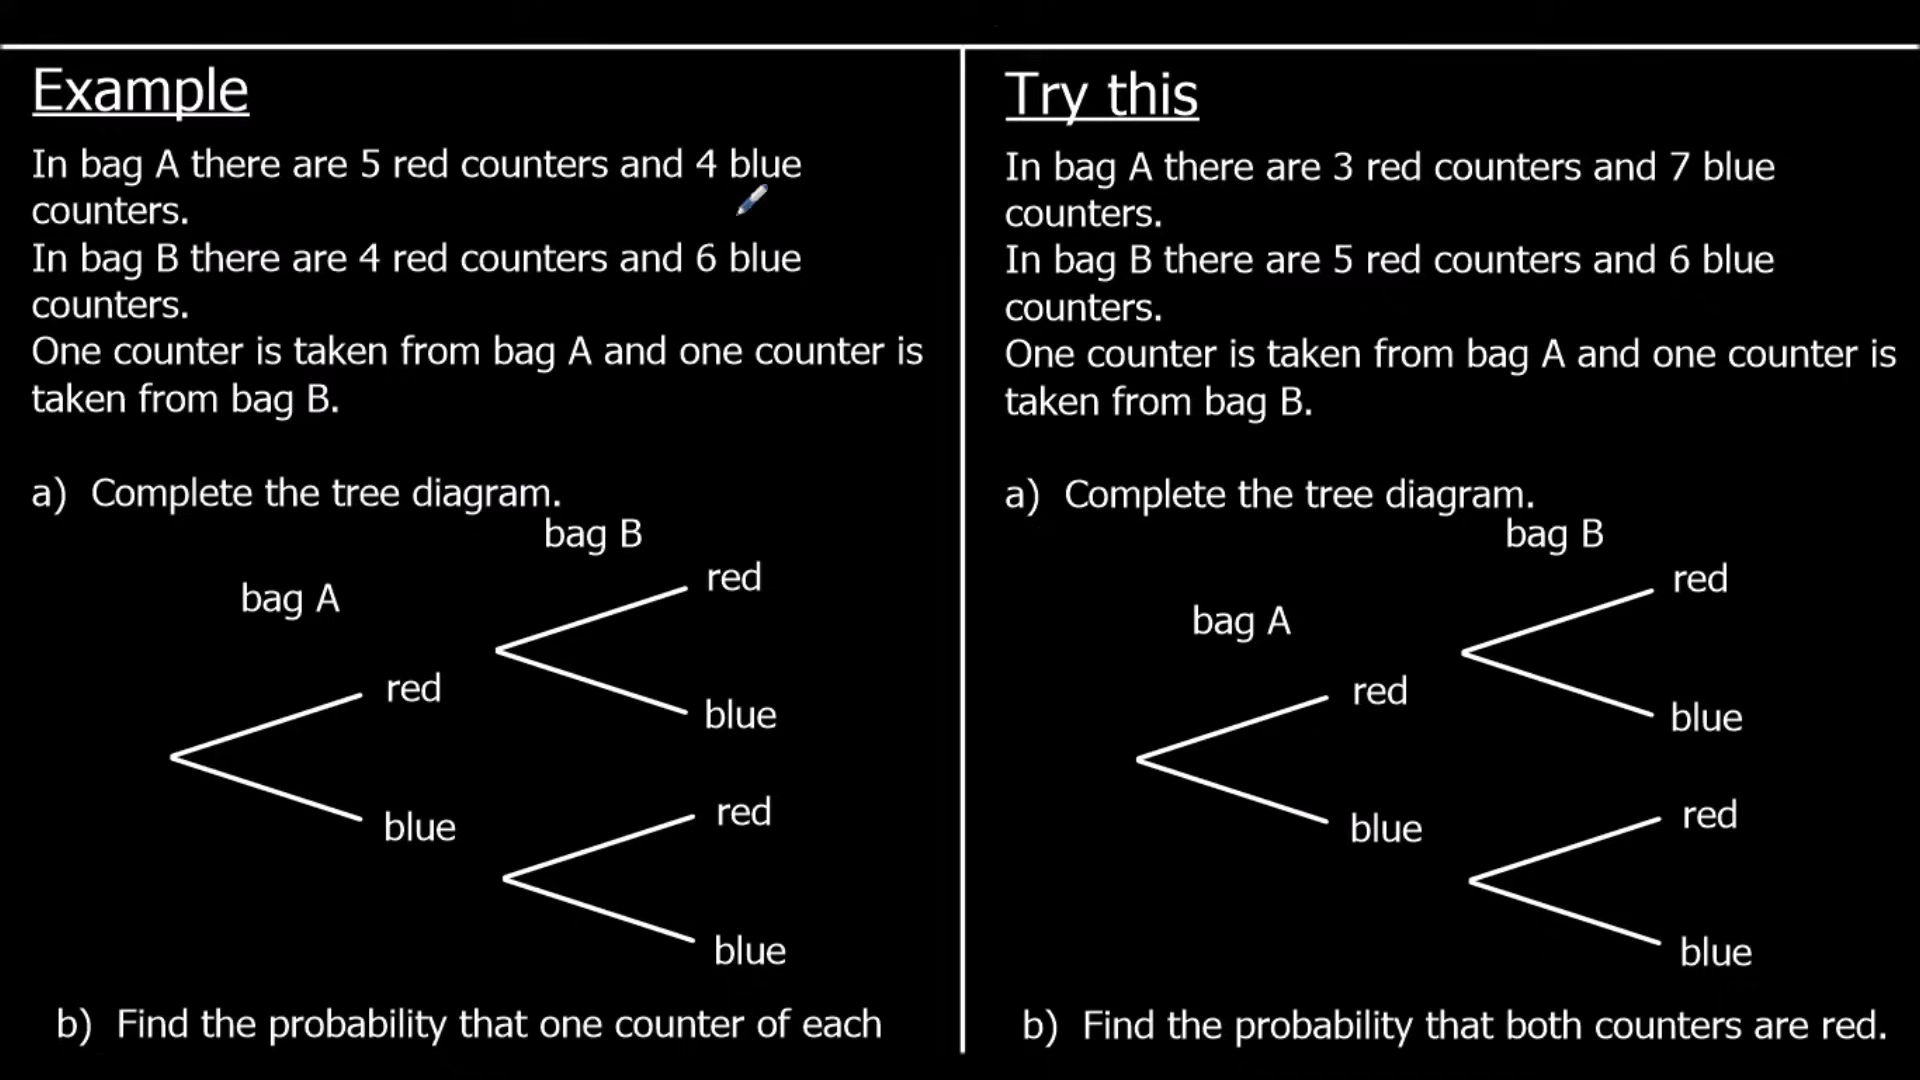 Example
In bag A there are 5 red counters and 4 blue
counters.
In bag B there are 4 red counters and 6 blue
counters.
One counter is taken from bag A and one counter is
taken from bag B.
a) Complete the tree diagram.
bag B
red
bag A
red
blue
red
blue
blue
b) Find the probability that one counter of each
Try this
In bag A there are 3 red counters and 7 blue
counters.
In bag B there are 5 red counters and 6 blue
counters.
One counter is taken from bag A and one counter is
taken from bag B.
a) Complete the tree diagram.
bag B
red
bag A
red
blue
red
blue
blue
b) Find the probability that both counters are red.